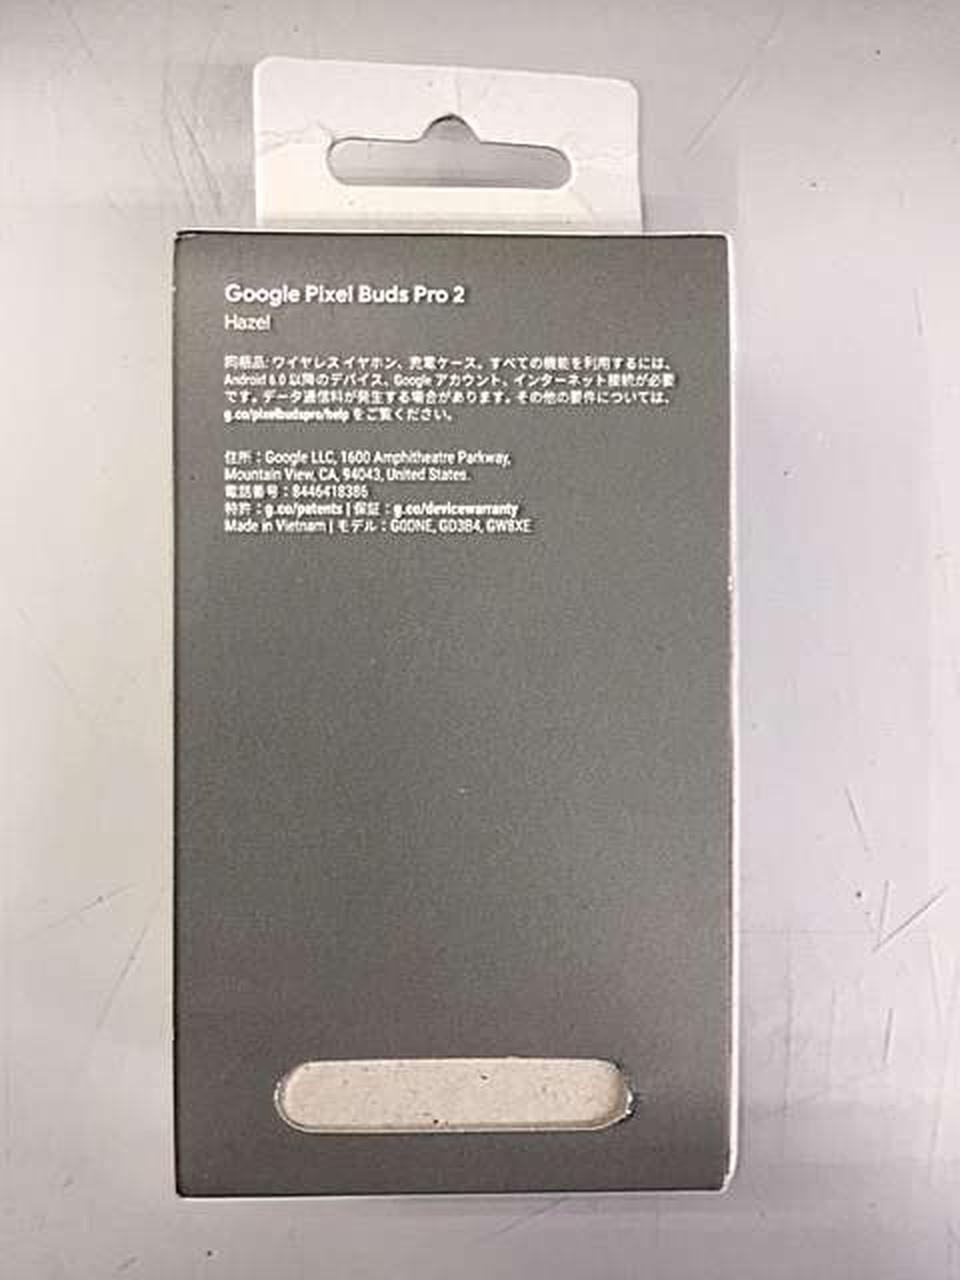 Google Pixel Buds Pro 2
Hazel
同梱品: ワイヤレス イヤホン、充電ケース。すべての機能を利用するには、
Android 6.0 以降のデバイス、Google アカウント、インターネット接続が必要
です。データ通信料が発生する場合があります。その他の要件については、
g.co/pixelbudspro/help をご覧ください。
住所：Google LLC, 1600 Amphitheatre Parkway,
Mountain View, CA, 94043, United States.
電話番号：8446418386
特許：g.co/patents | 保証：g.co/devicewarranty
Made in Vietnam | モデル：G0DNE, GD3B4, GW8XE